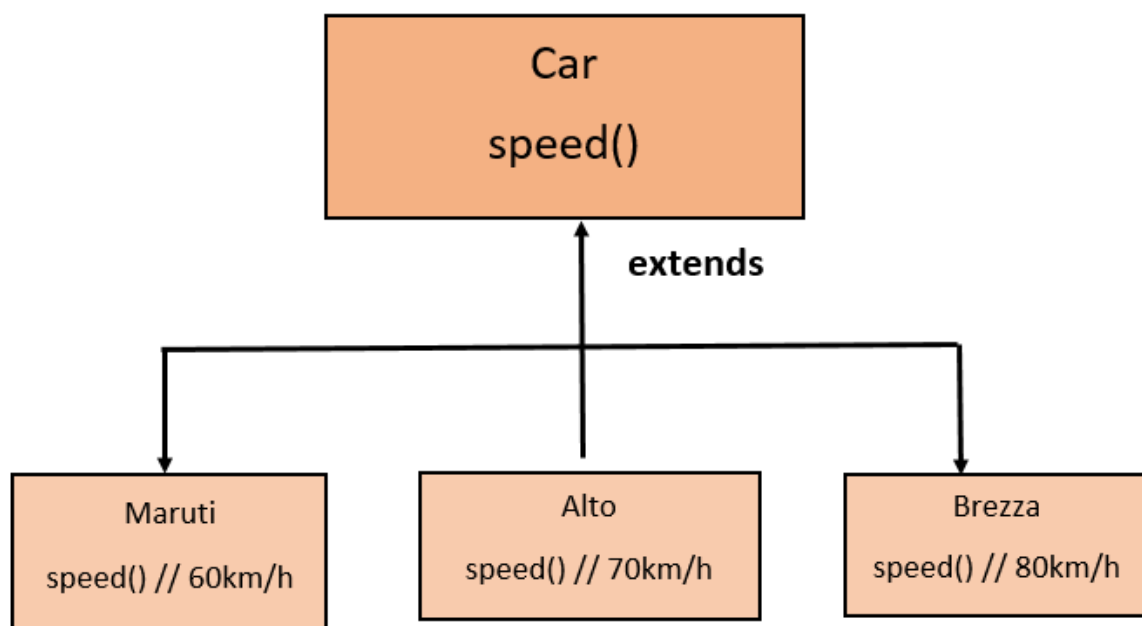 Car
speed()
extends
Maruti
speed() // 60km/h
Alto
speed() // 70km/h
Brezza
speed() // 80km/h